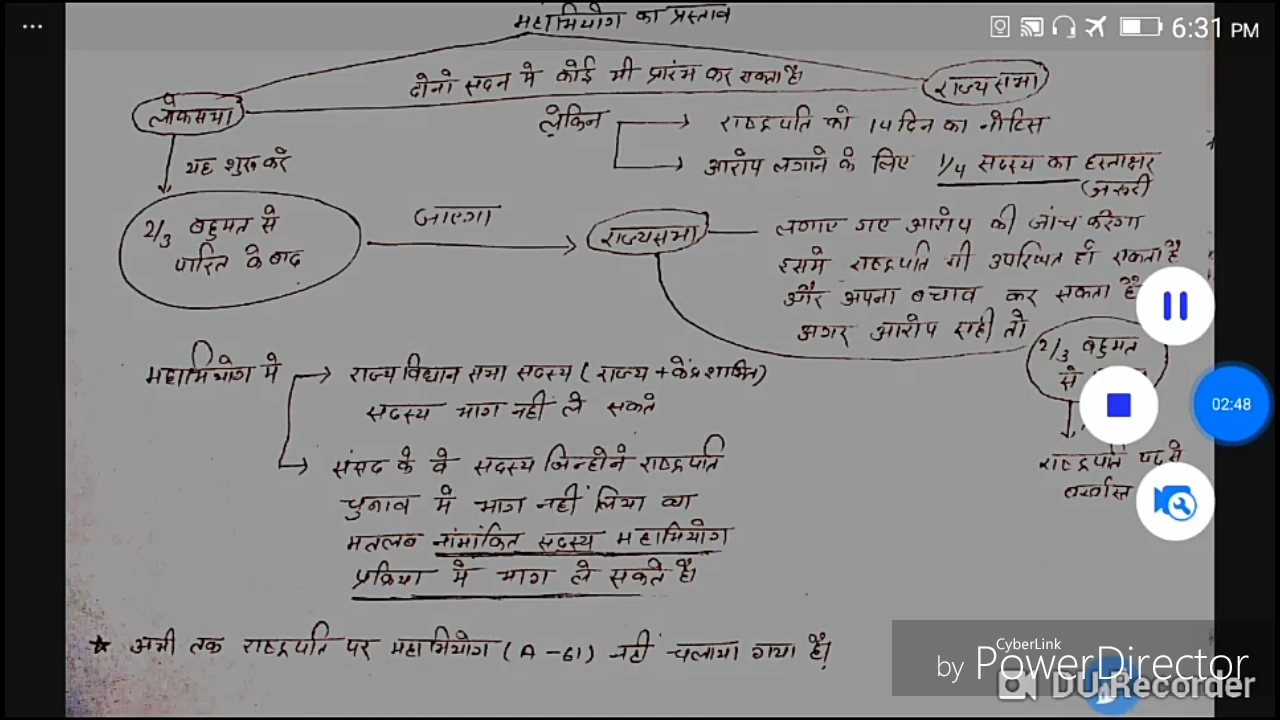 6:31 PM
महाभियोग का प्रस्ताव
दोनो सदन मे कोई भी प्रारंभ कर सकता है।
राज्यसभा
लोकसभा
लेकिन
राष्ट्रपति को 14 दिन का नोटिस
यह शुरु करे
आरोप लगाने के लिए 1/4 सदस्य का हस्ताक्षर
(जरुरी
2/3 बहुमत से
पारित के बाद
जाएगा
राज्यसभा
लगाए गए आरोप की जांच करेगा
इसमे राष्ट्रपति भी उपस्थित हो सकता है
और अपना बचाव कर सकता है
अगर आरोप सही तो
2/3 बहुमत
से
महाभियोग मे
राज्य विधान सभा सदस्य (राज्य + केंद्रशासित)
सदस्य भाग नहीं ले सकते
02:48
राष्ट्रपति पद से
बर्खास्त
संसद के वे सदस्य जिन्होने राष्ट्रपति
चुनाव मे भाग नहीं लिया था
मतलब नांमांकित सदस्य महाभियोग
प्रक्रिया मे भाग ले सकते है।
★ अभी तक राष्ट्रपति पर महाभियोग (A-61) नही चलाया गया है।
CyberLink
by PowerDirector
DU Recorder